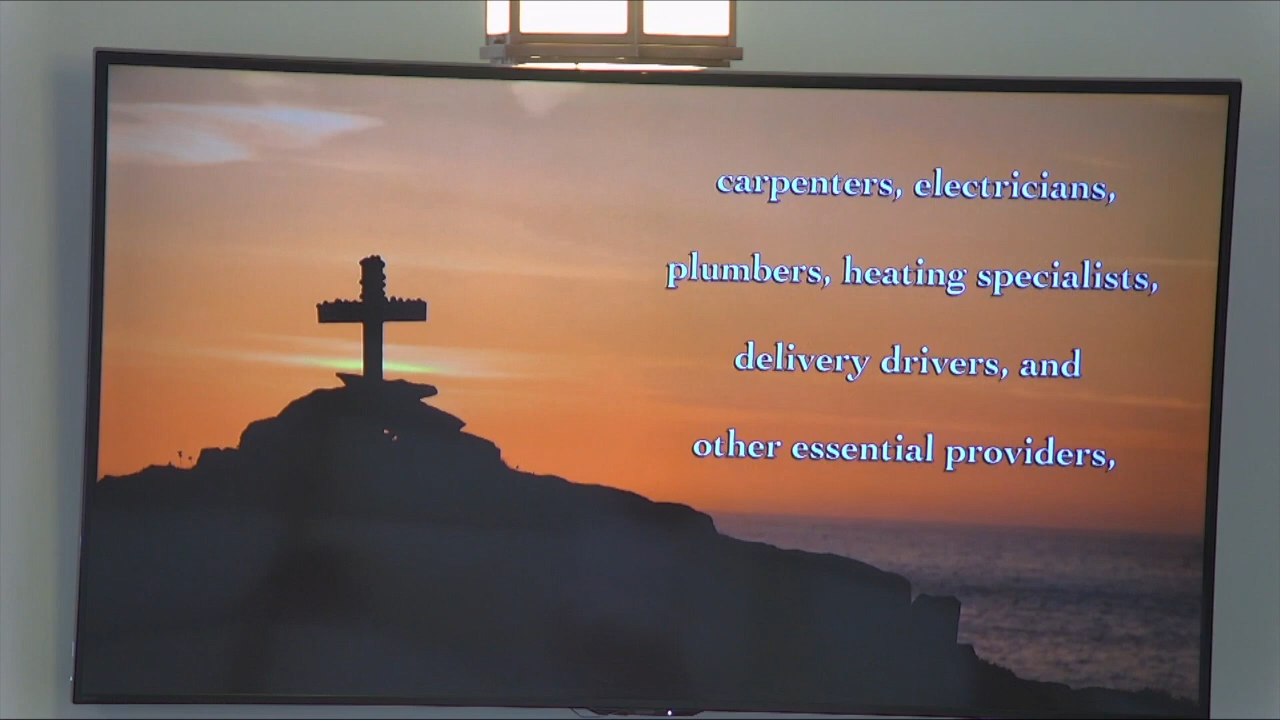 carpenters, electricians,
plumbers, heating specialists,
delivery drivers, and
other essential providers,